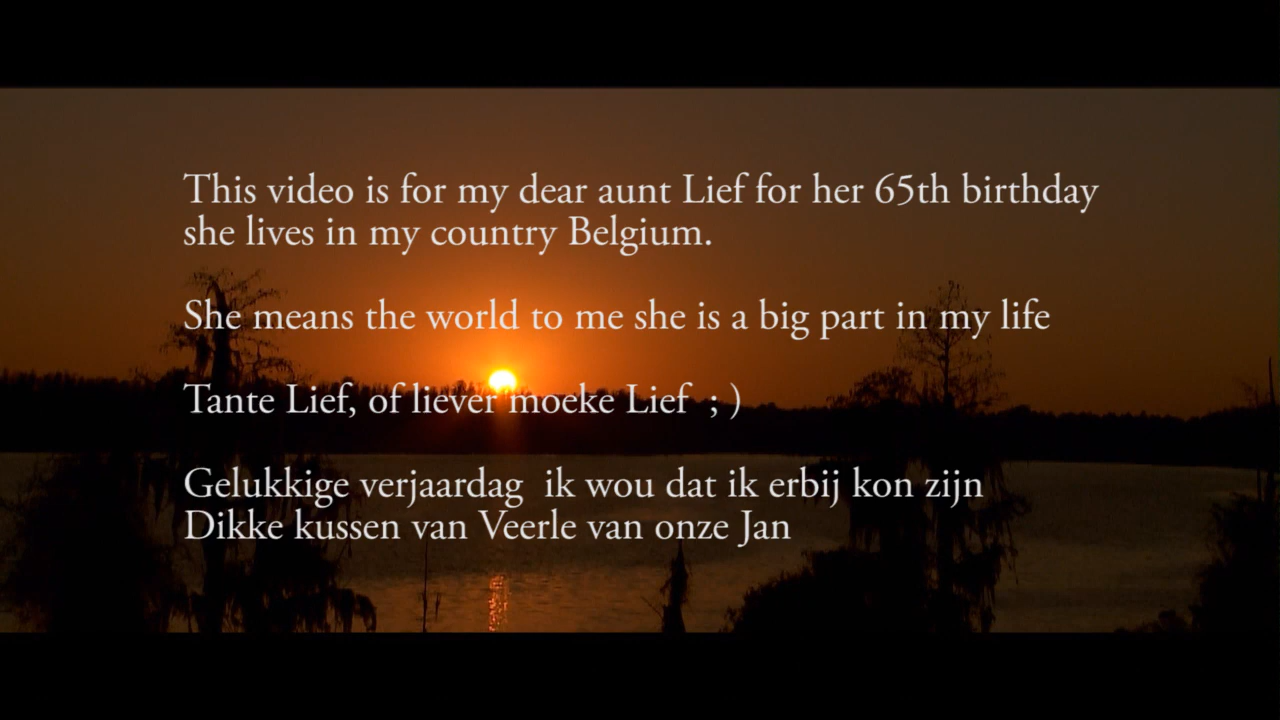 This video is for my dear aunt Lief for her 65th birthday
she lives in my country Belgium.
She means the world to me she is a big part in my life
Tante Lief, of liever moeke Lief ; )
Gelukkige verjaardag ik wou dat ik erbij kon zijn
Dikke kussen van Veerle van onze Jan